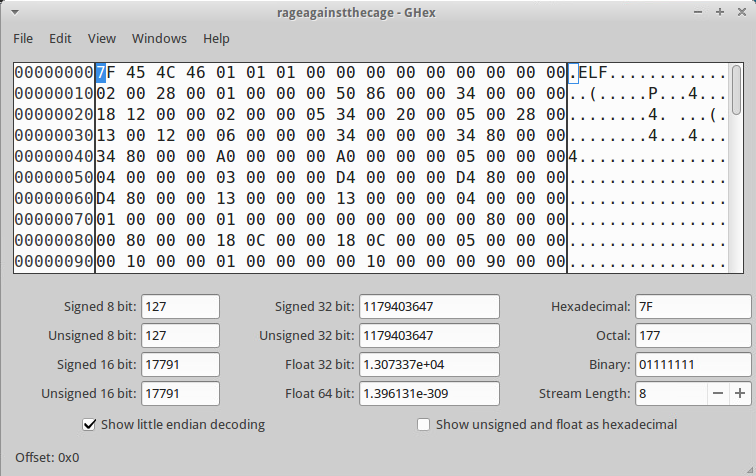 rageagainstthecage - GHex
File Edit View Windows Help
00000000 7F 45 4C 46 01 01 01 00 00 00 00 00 00 00 00 00 .ELF............
00000010 02 00 28 00 01 00 00 00 50 86 00 00 34 00 00 00 ..(.....P...4...
00000020 18 12 00 00 02 00 00 05 34 00 20 00 05 00 28 00 ........4. ...(.
00000030 13 00 12 00 06 00 00 00 34 00 00 00 34 80 00 00 ........4...4...
00000040 34 80 00 00 A0 00 00 00 A0 00 00 00 05 00 00 00 4...............
00000050 04 00 00 00 03 00 00 00 D4 00 00 00 D4 80 00 00 ................
00000060 D4 80 00 00 13 00 00 00 13 00 00 00 04 00 00 00 ................
00000070 01 00 00 00 01 00 00 00 00 00 00 00 00 80 00 00 ................
00000080 00 80 00 00 18 0C 00 00 18 0C 00 00 05 00 00 00 ................
00000090 00 10 00 00 01 00 00 00 00 10 00 00 00 90 00 00 ................
Signed 8 bit: 127 Signed 32 bit: 1179403647 Hexadecimal: 7F
Unsigned 8 bit: 127 Unsigned 32 bit: 1179403647 Octal: 177
Signed 16 bit: 17791 Float 32 bit: 1.307337e+04 Binary: 01111111
Unsigned 16 bit: 17791 Float 64 bit: 1.396131e-309 Stream Length: 8
Show little endian decoding Show unsigned and float as hexadecimal
Offset: 0x0